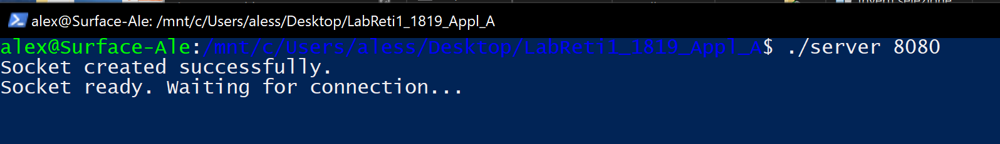 alex@Surface-Ale: /mnt/c/Users/aless/Desktop/LabReti1_1819_Appl_A
alex@Surface-Ale:/mnt/c/Users/aless/Desktop/LabReti1_1819_Appl_A$ ./server 8080
Socket created successfully.
Socket ready. Waiting for connection...